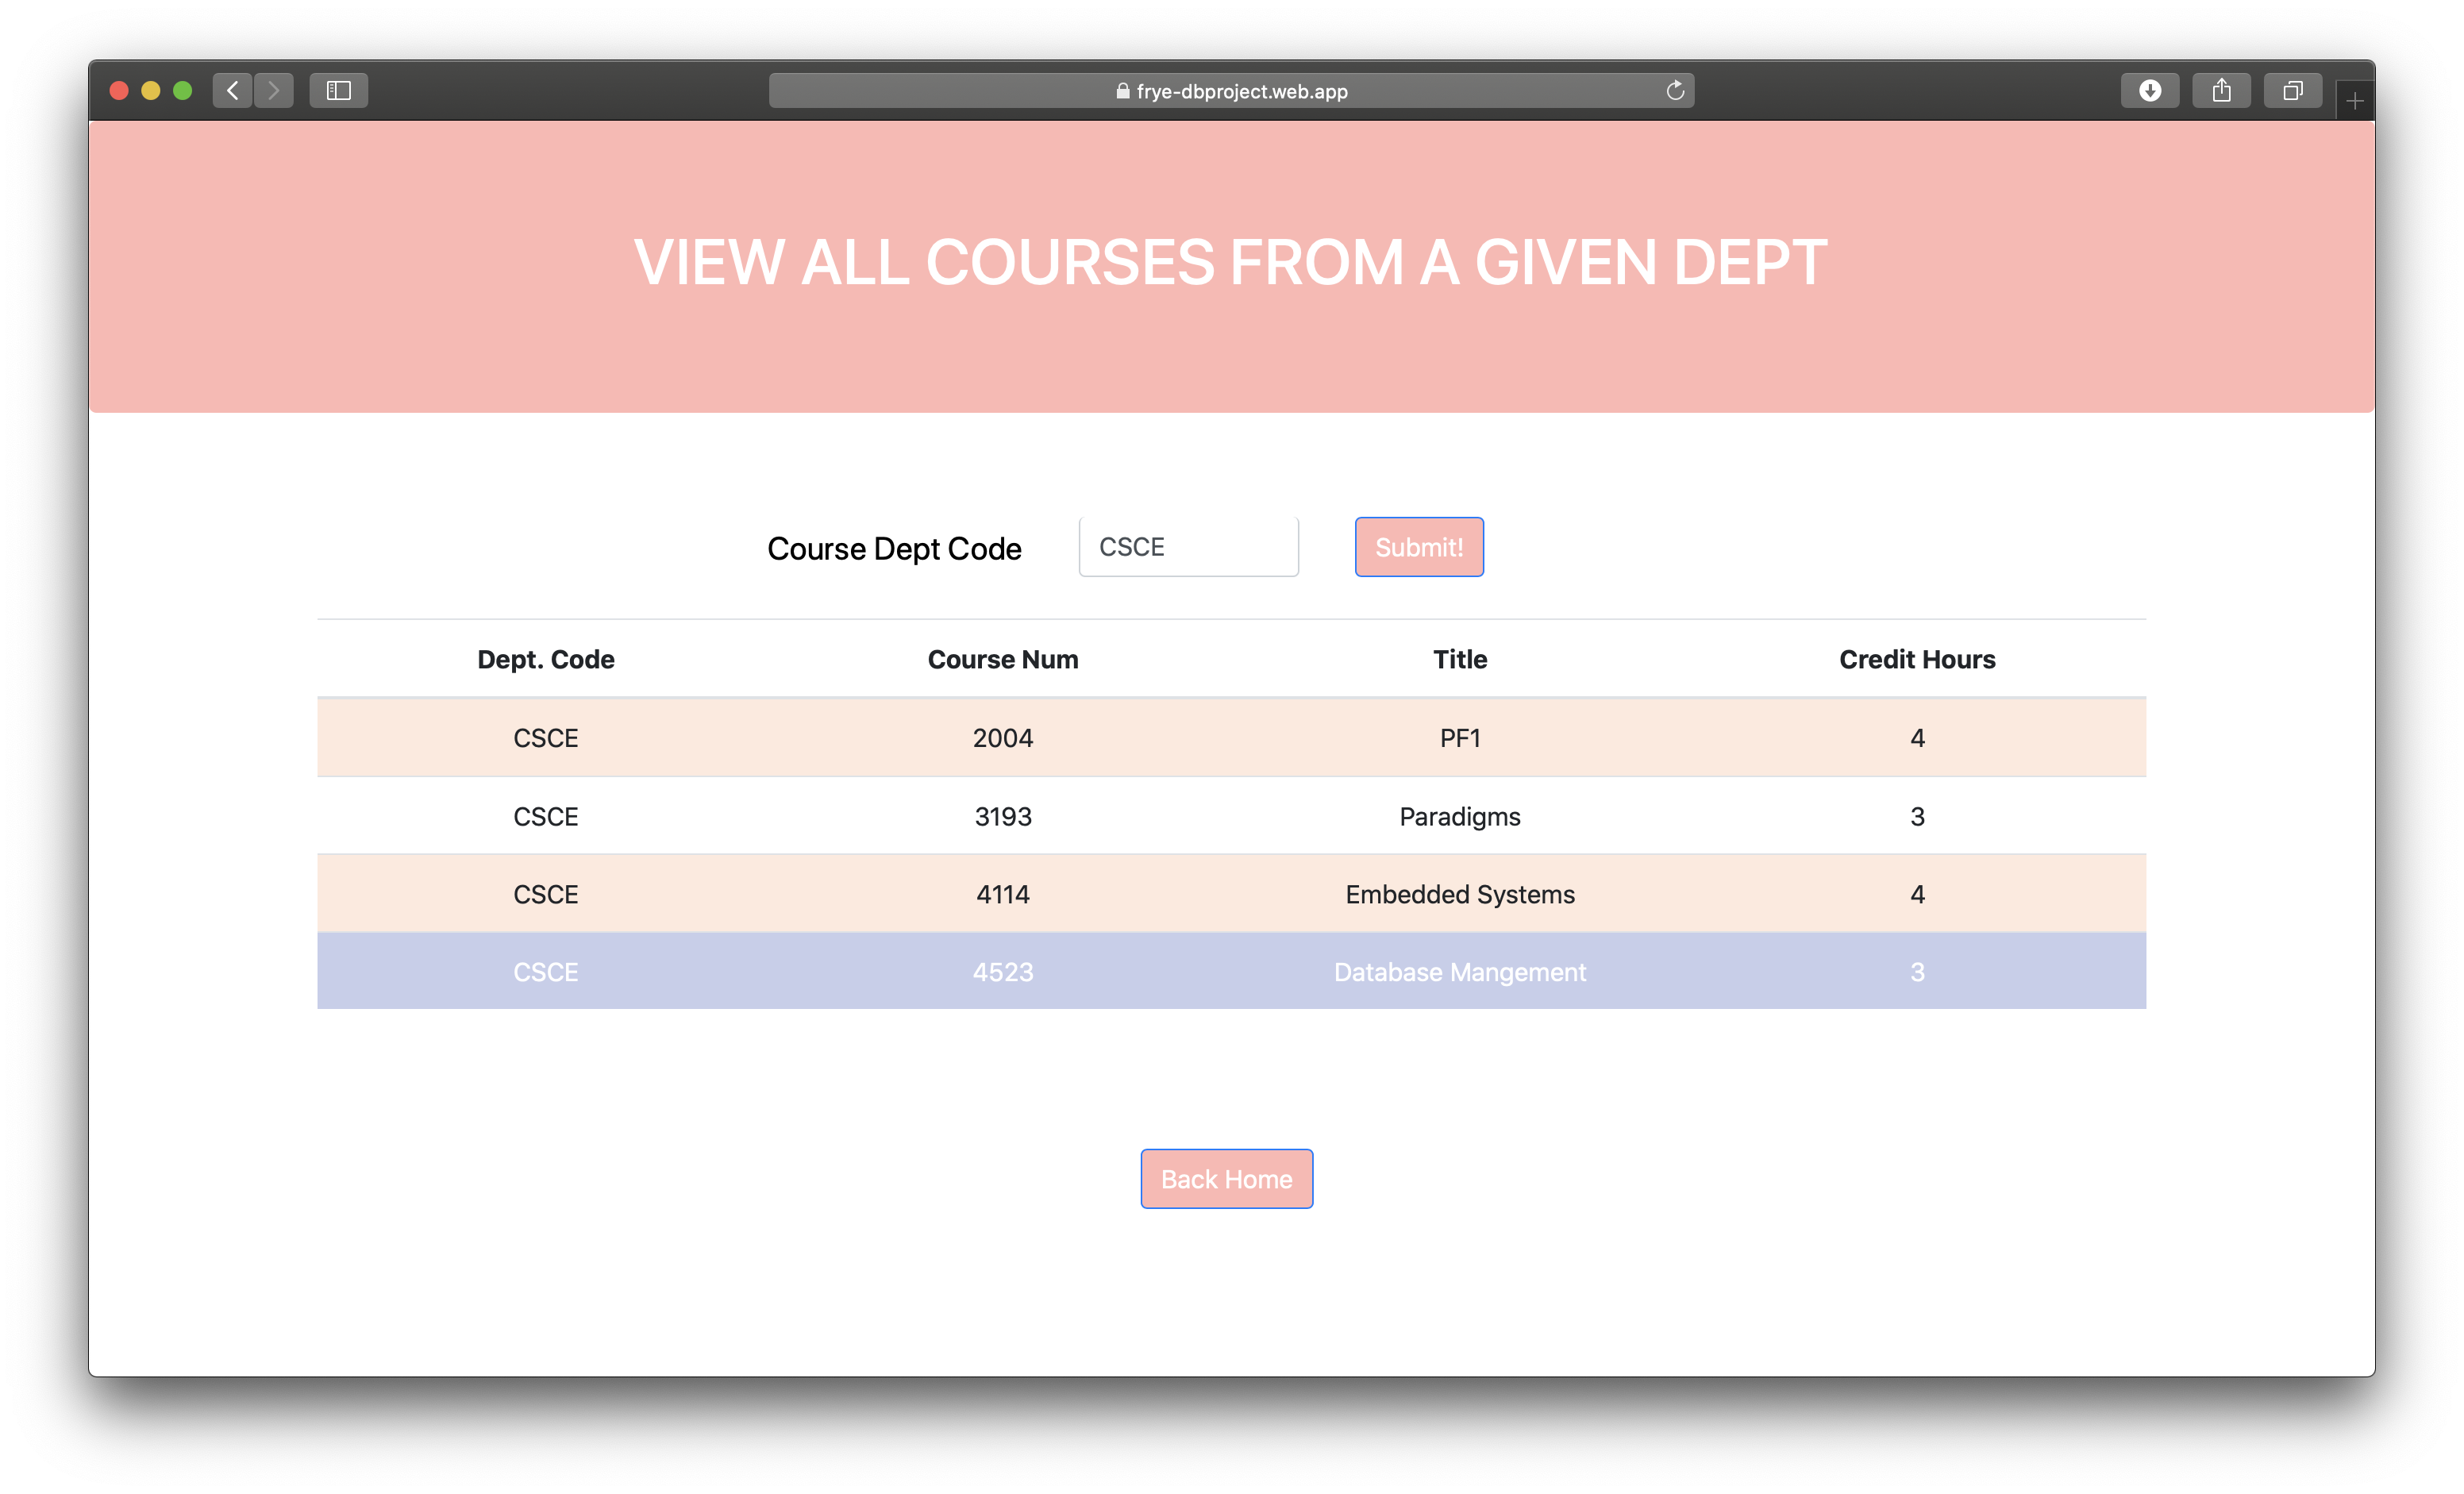 frye-dbproject.web.app
VIEW ALL COURSES FROM A GIVEN DEPT
Course Dept Code CSCE Submit!
Dept. Code Course Num Title Credit Hours
CSCE 2004 PF1 4
CSCE 3193 Paradigms 3
CSCE 4114 Embedded Systems 4
CSCE 4523 Database Mangement 3
Back Home